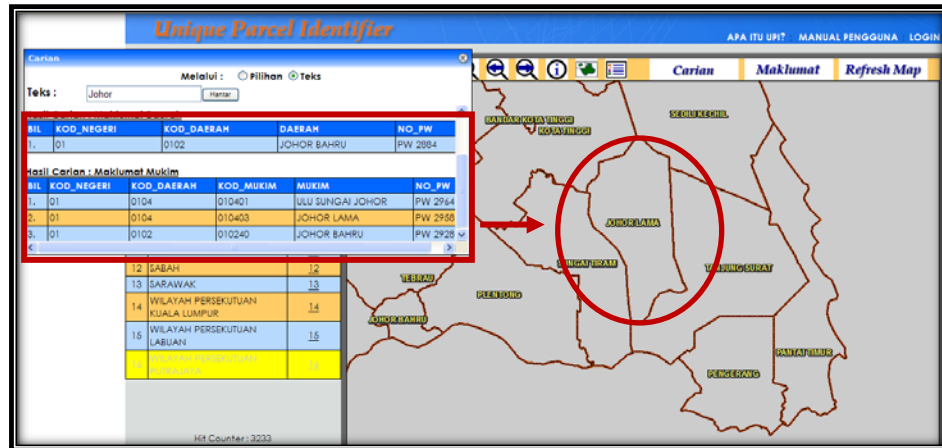 Unique Parcel Identifier
APA ITU UPI? MANUAL PENGGUNA LOGIN
Carian
Melalui : Pilihan Teks
Teks : Johor Hantar
Carian Maklumat Refresh Map
BIL KOD_NEGERI KOD_DAERAH DAERAH NO_PW
1. 01 0102 JOHOR BAHRU PW 2884
Hasil Carian : Maklumat Mukim
BIL KOD_NEGERI KOD_DAERAH KOD_MUKIM MUKIM NO_PW
1. 01 0104 010401 ULU SUNGAI JOHOR PW 2964
2. 01 0104 010403 JOHOR LAMA PW 2958
3. 01 0102 010240 JOHOR BAHRU PW 2928
12 SABAH 12
13 SARAWAK 13
14 WILAYAH PERSEKUTUAN
KUALA LUMPUR 14
15 WILAYAH PERSEKUTUAN
LABUAN 15
16 WILAYAH PERSEKUTUAN
PUTRAJAYA 16
Hit Counter : 3233
BANDAR KOTA TINGGI
KOTA TINGGI
SEDILI KECHIL
JOHOR LAMA
SUNGAI TIRAM
TANJUNG SURAT
TEBRAU
PLENTONG
JOHOR BAHRU
PANTAI TIMUR
PENGERANG